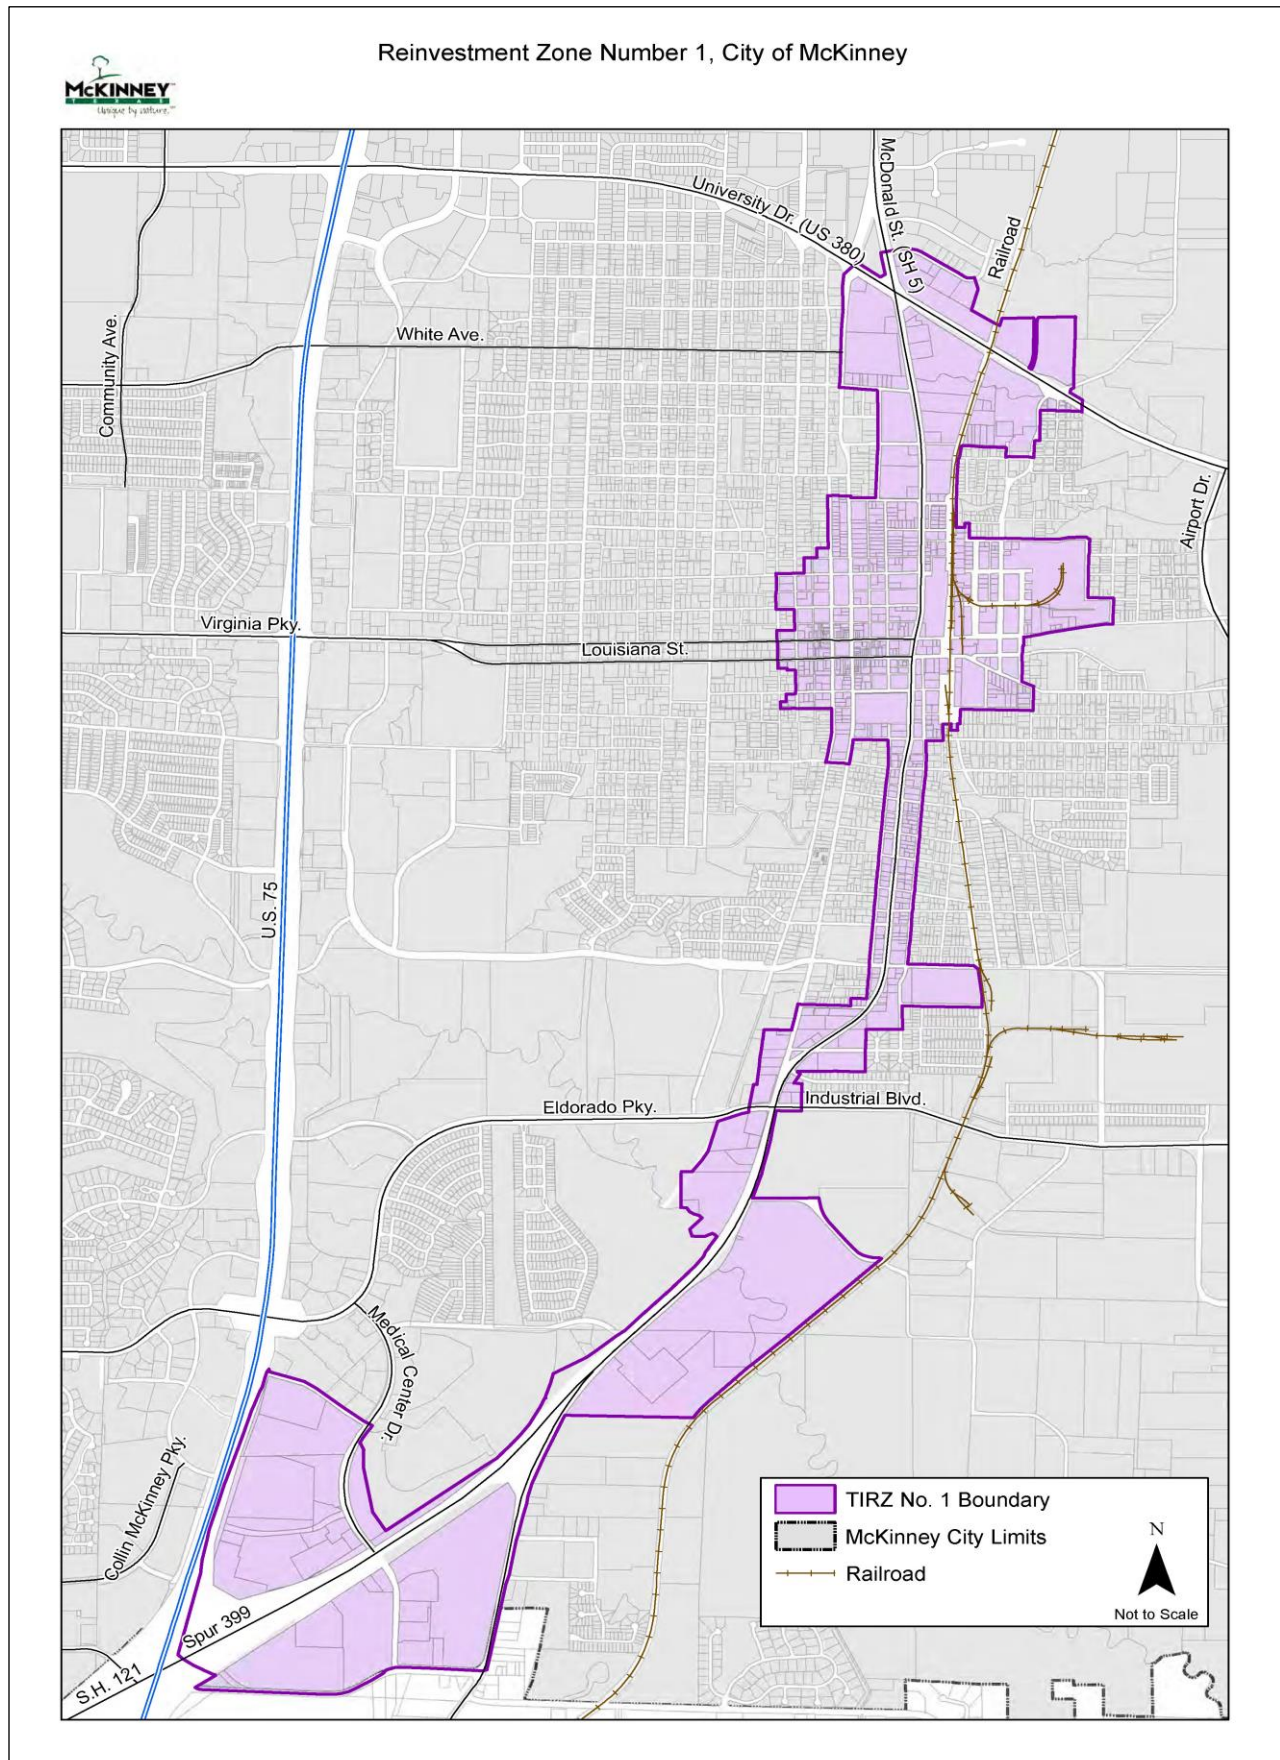 Reinvestment Zone Number 1, City of McKinney
McKINNEY
TEXAS
Unique by nature.
University Dr. (US 380)
McDonald St. (SH 5)
Railroad
White Ave.
Community Ave.
Airport Dr.
Virginia Pky.
Louisiana St.
U.S. 75
Eldorado Pky.
Industrial Blvd.
Medical Center Dr.
Collin McKinney Pky.
Spur 399
S.H. 121
TIRZ No. 1 Boundary
McKinney City Limits
Railroad
N
Not to Scale